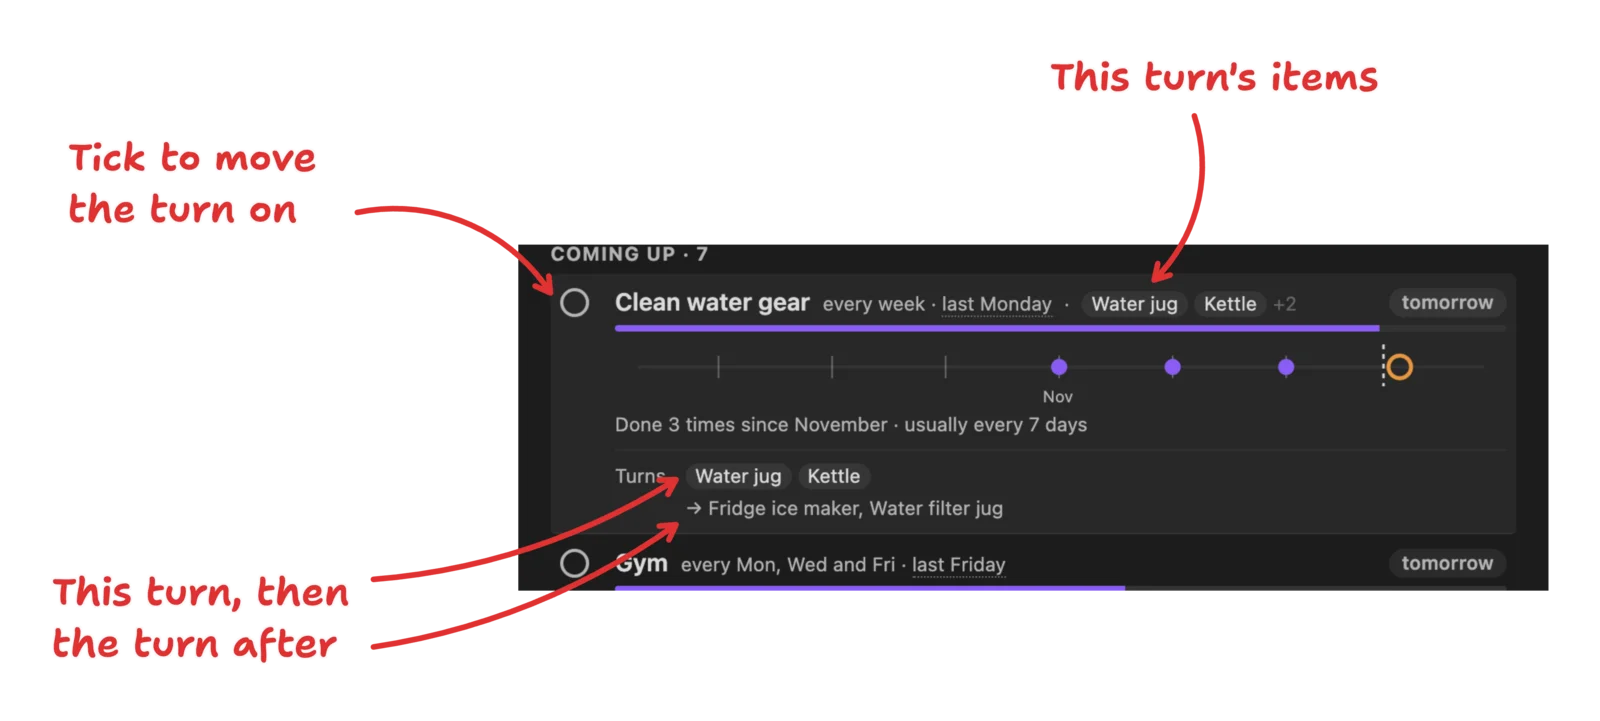 This turn's items
Tick to move
the turn on
COMING UP · 7
Clean water gear every week · last Monday · Water jug Kettle +2 tomorrow
Nov
Done 3 times since November · usually every 7 days
Turns Water jug Kettle
→ Fridge ice maker, Water filter jug
Gym every Mon, Wed and Fri · last Friday tomorrow
This turn, then
the turn after